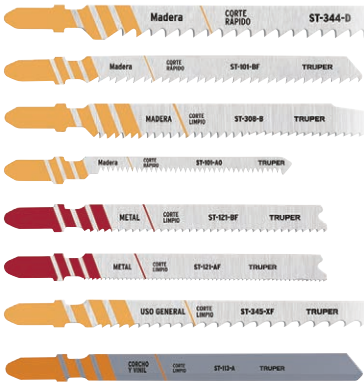 Madera CORTE RÁPIDO ST-344-D
Madera CORTE RÁPIDO ST-101-BF TRUPER
MADERA CORTE LIMPIO ST-308-B TRUPER
Madera CORTE RÁPIDO ST-101-AO TRUPER
METAL CORTE LIMPIO ST-121-BF TRUPER
METAL CORTE LIMPIO ST-121-AF TRUPER
USO GENERAL CORTE LIMPIO ST-345-XF TRUPER
CORCHO Y VINIL CORTE LIMPIO ST-113-A TRUPER